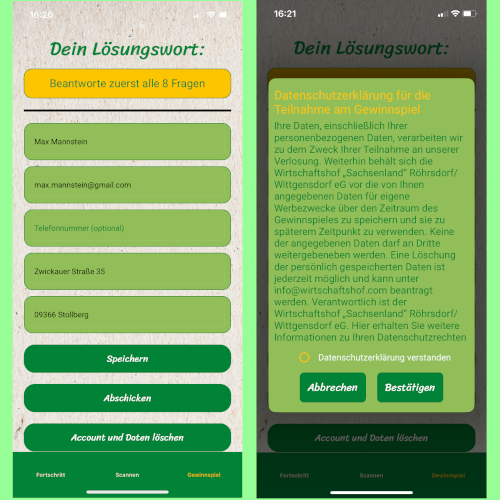 16:20
Dein Lösungswort:
Beantworte zuerst alle 8 Fragen
Max Mannstein
max.mannstein@gmail.com
Telefonnummer (optional)
Zwickauer Straße 35
09366 Stollberg
Speichern
Abschicken
Account und Daten löschen
Fortschritt
Scannen
Gewinnspiel
16:21
Dein Lösungswort:
Datenschutzerklärung für die
Teilnahme am Gewinnspiel
Ihre Daten, einschließlich Ihrer
personenbezogenen Daten, verarbeiten wir
zu dem Zweck Ihrer Teilnahme an unserer
Verlosung. Weiterhin behält sich die
Wirtschaftshof „Sachsenland“ Röhrsdorf/
Wittgensdorf eG vor die von Ihnen
angegebenen Daten für eigene
Werbezwecke über den Zeitraum des
Gewinnspieles zu speichern und sie zu
späterem Zeitpunkt zu verwenden. Keine
der angegebenen Daten darf an Dritte
weitergebeneben werden. Eine Löschung
der persönlich gespeicherten Daten ist
jederzeit möglich und kann unter
info@wirtschaftshof.com beantragt
werden. Verantwortlich ist der
Wirtschaftshof „Sachsenland“ Röhrsdorf/
Wittgensdorf eG. Hier erhalten Sie weitere
Informationen zu Ihren Datenschutzrechten
Datenschutzerklärung verstanden
Abbrechen
Bestätigen
Account und Daten löschen
Fortschritt
Scannen
Gewinnspiel